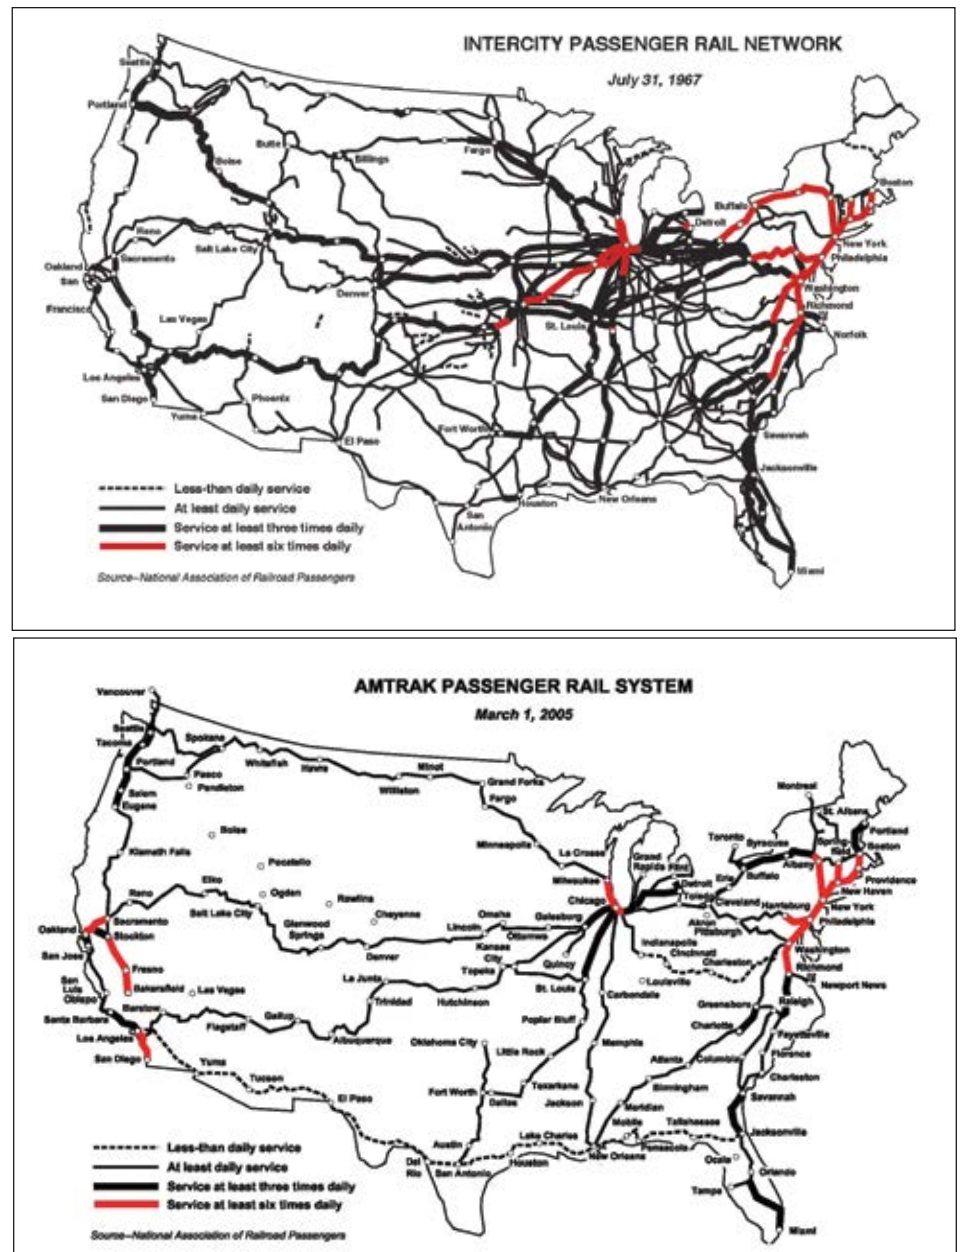 INTERCITY PASSENGER RAIL NETWORK
July 31, 1967
Seattle
Portland
Butte
Billings
Fargo
Boise
Boston
Buffalo
Detroit
Reno
Salt Lake City
New York
Philadelphia
Sacramento
Oakland
San
Francisco
Denver
Washington
Richmond
Las Vegas
St. Louis
Norfolk
Los Angeles
San Diego
Phoenix
Yuma
Fort Worth
Savannah
El Paso
Jacksonville
New Orleans
Houston
San
Antonio
Miami
Less-than daily service
At least daily service
Service at least three times daily
Service at least six times daily
Source--National Association of Railroad Passengers
AMTRAK PASSENGER RAIL SYSTEM
March 1, 2005
Vancouver
Seattle
Tacoma
Spokane
Portland
Whitefish
Havre
Minot
Williston
Grand Forks
Pasco
Pendleton
Salem
Eugene
Fargo
Montreal
St. Albans
Portland
Boise
Minneapolis
Toronto
Syracuse
Spring-
field
Boston
Klamath Falls
La Crosse
Grand
Rapids
Flint
Albany
Pocatello
Milwaukee
Detroit
Erie
Buffalo
Providence
New Haven
Reno
Elko
Ogden
Rawlins
Chicago
Toledo
Cleveland
Harrisburg
New York
Salt Lake City
Cheyenne
Omaha
Galesburg
Akron
Pittsburgh
Philadelphia
Sacramento
Oakland
Stockton
Glenwood
Springs
Lincoln
Ottumwa
Indianapolis
Cincinnati
Washington
San Jose
Denver
Kansas
City
Topeka
Quincy
Charleston
Richmond
Fresno
La Junta
St. Louis
Louisville
Newport News
San
Luis
Obispo
Bakersfield
Las Vegas
Trinidad
Hutchinson
Carbondale
Greensboro
Raleigh
Santa Barbara
Barstow
Gallup
Flagstaff
Poplar Bluff
Charlotte
Fayetteville
Los Angeles
Albuquerque
Oklahoma City
Memphis
Little Rock
Atlanta
Columbia
Florence
San Diego
Yuma
Tucson
Birmingham
Charleston
Fort Worth
Dallas
Texarkana
Jackson
Meridian
Savannah
El Paso
Mobile
Tallahassee
Jacksonville
Austin
Lake Charles
Pensacola
Del
Rio
San Antonio
Houston
New Orleans
Ocala
Orlando
Tampa
Miami
Less-than daily service
At least daily service
Service at least three times daily
Service at least six times daily
Source--National Association of Railroad Passengers